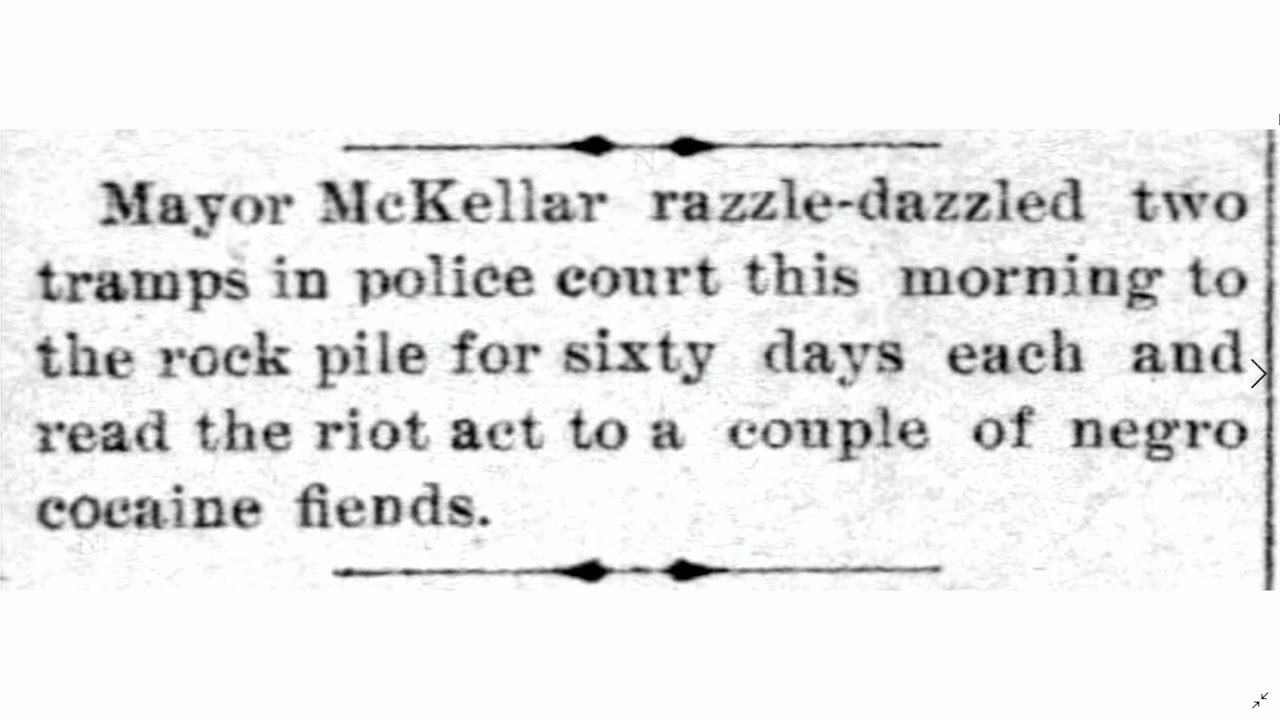 Mayor McKellar razzle-dazzled two
tramps in police court this morning to
the rock pile for sixty days each and
read the riot act to a couple of negro
cocaine fiends.